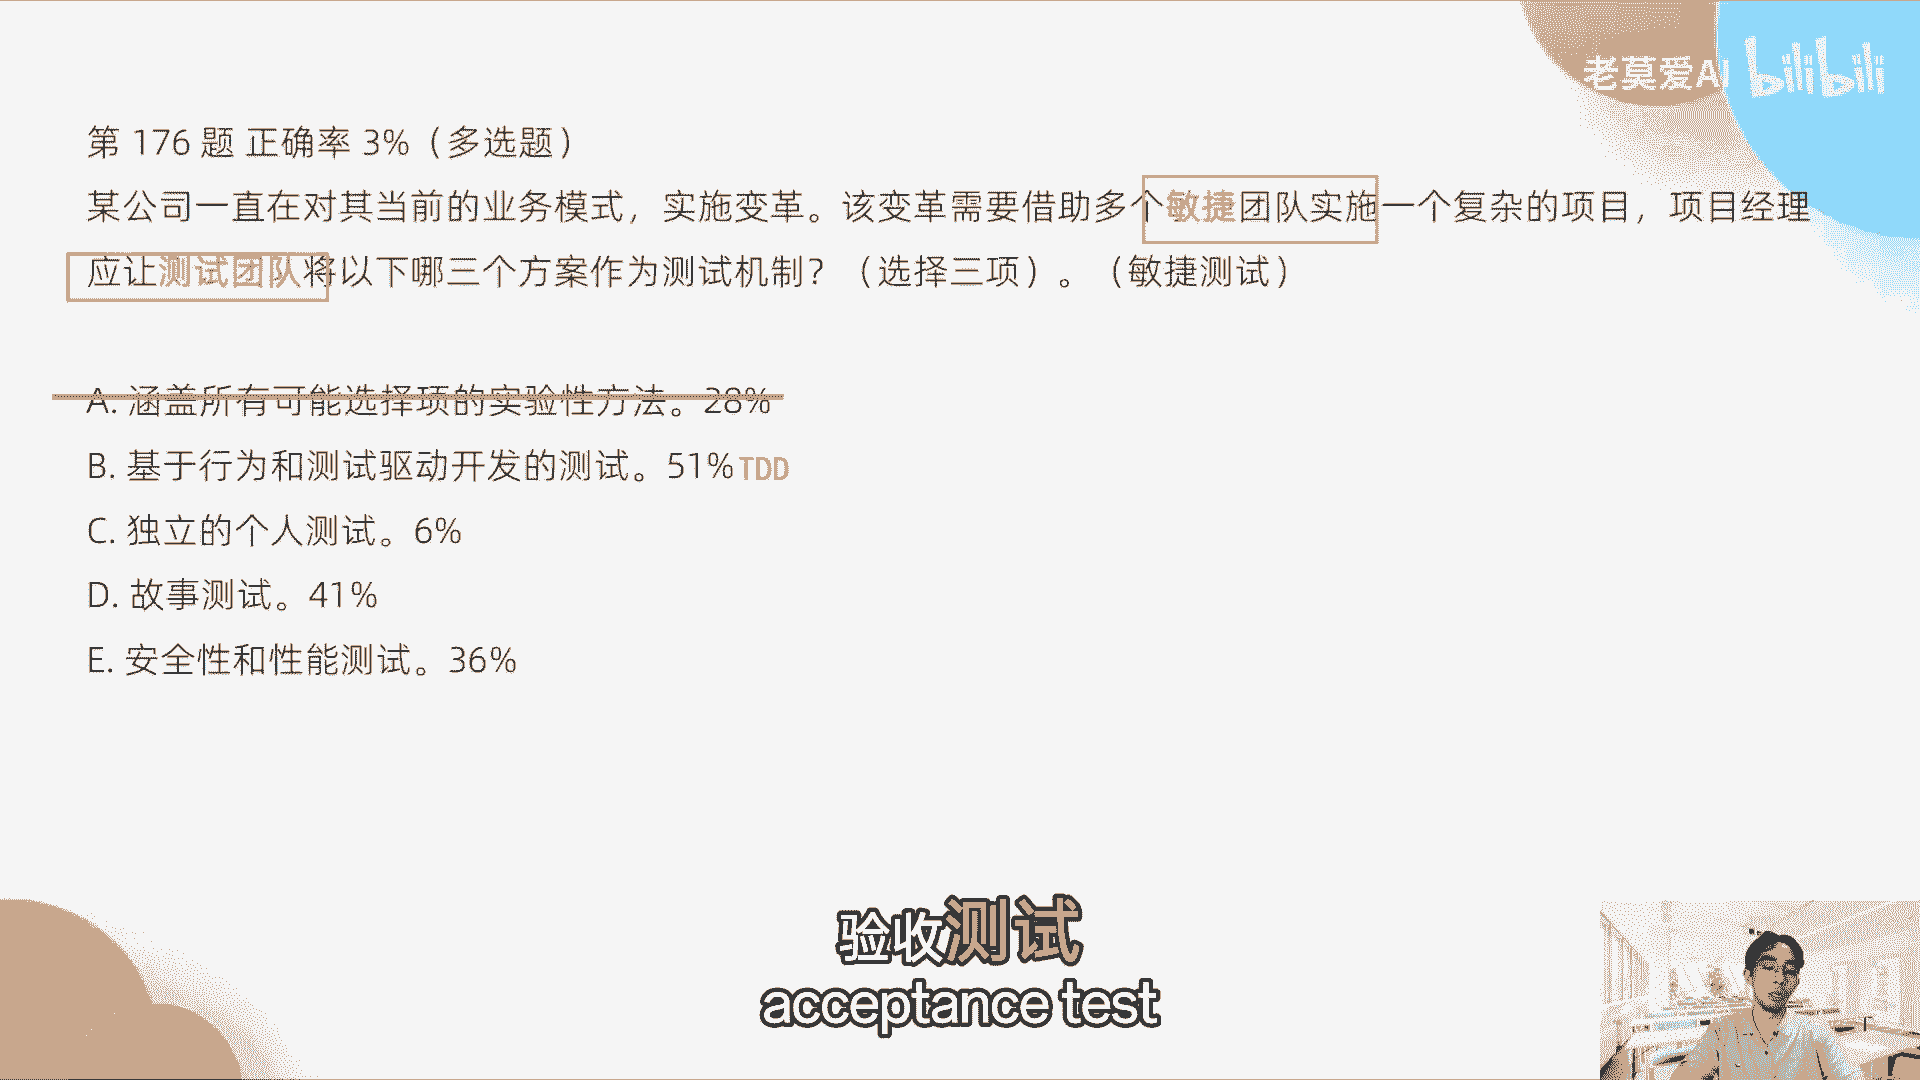 老莫爱AI bilibili
第 176 题 正确率 3%（多选题）
某公司一直在对其当前的业务模式，实施变革。该变革需要借助多个敏捷团队实施一个复杂的项目，项目经理
应让测试团队将以下哪三个方案作为测试机制？（选择三项）。（敏捷测试）
A. 涵盖所有可能选择项的实验性方法。28%
B. 基于行为和测试驱动开发的测试。51% TDD
C. 独立的个人测试。6%
D. 故事测试。41%
E. 安全性和性能测试。36%
验收测试
acceptance test